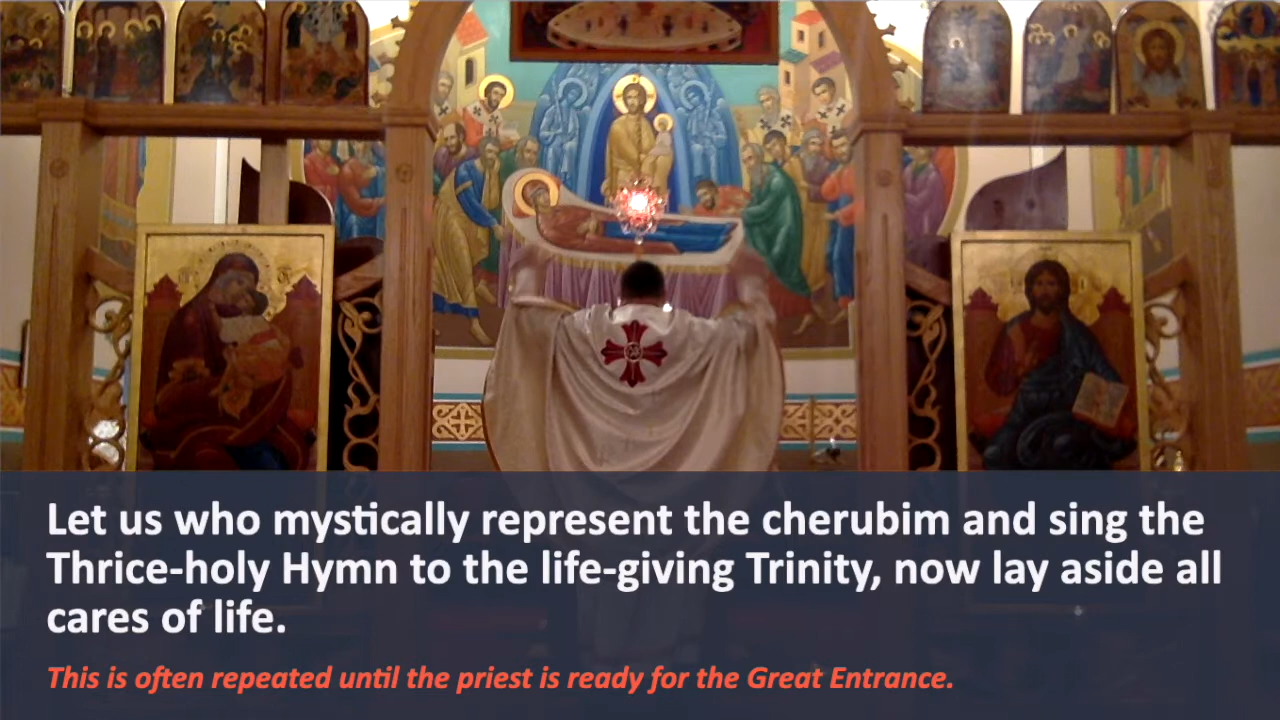 Let us who mystically represent the cherubim and sing the
Thrice-holy Hymn to the life-giving Trinity, now lay aside all
cares of life.
This is often repeated until the priest is ready for the Great Entrance.